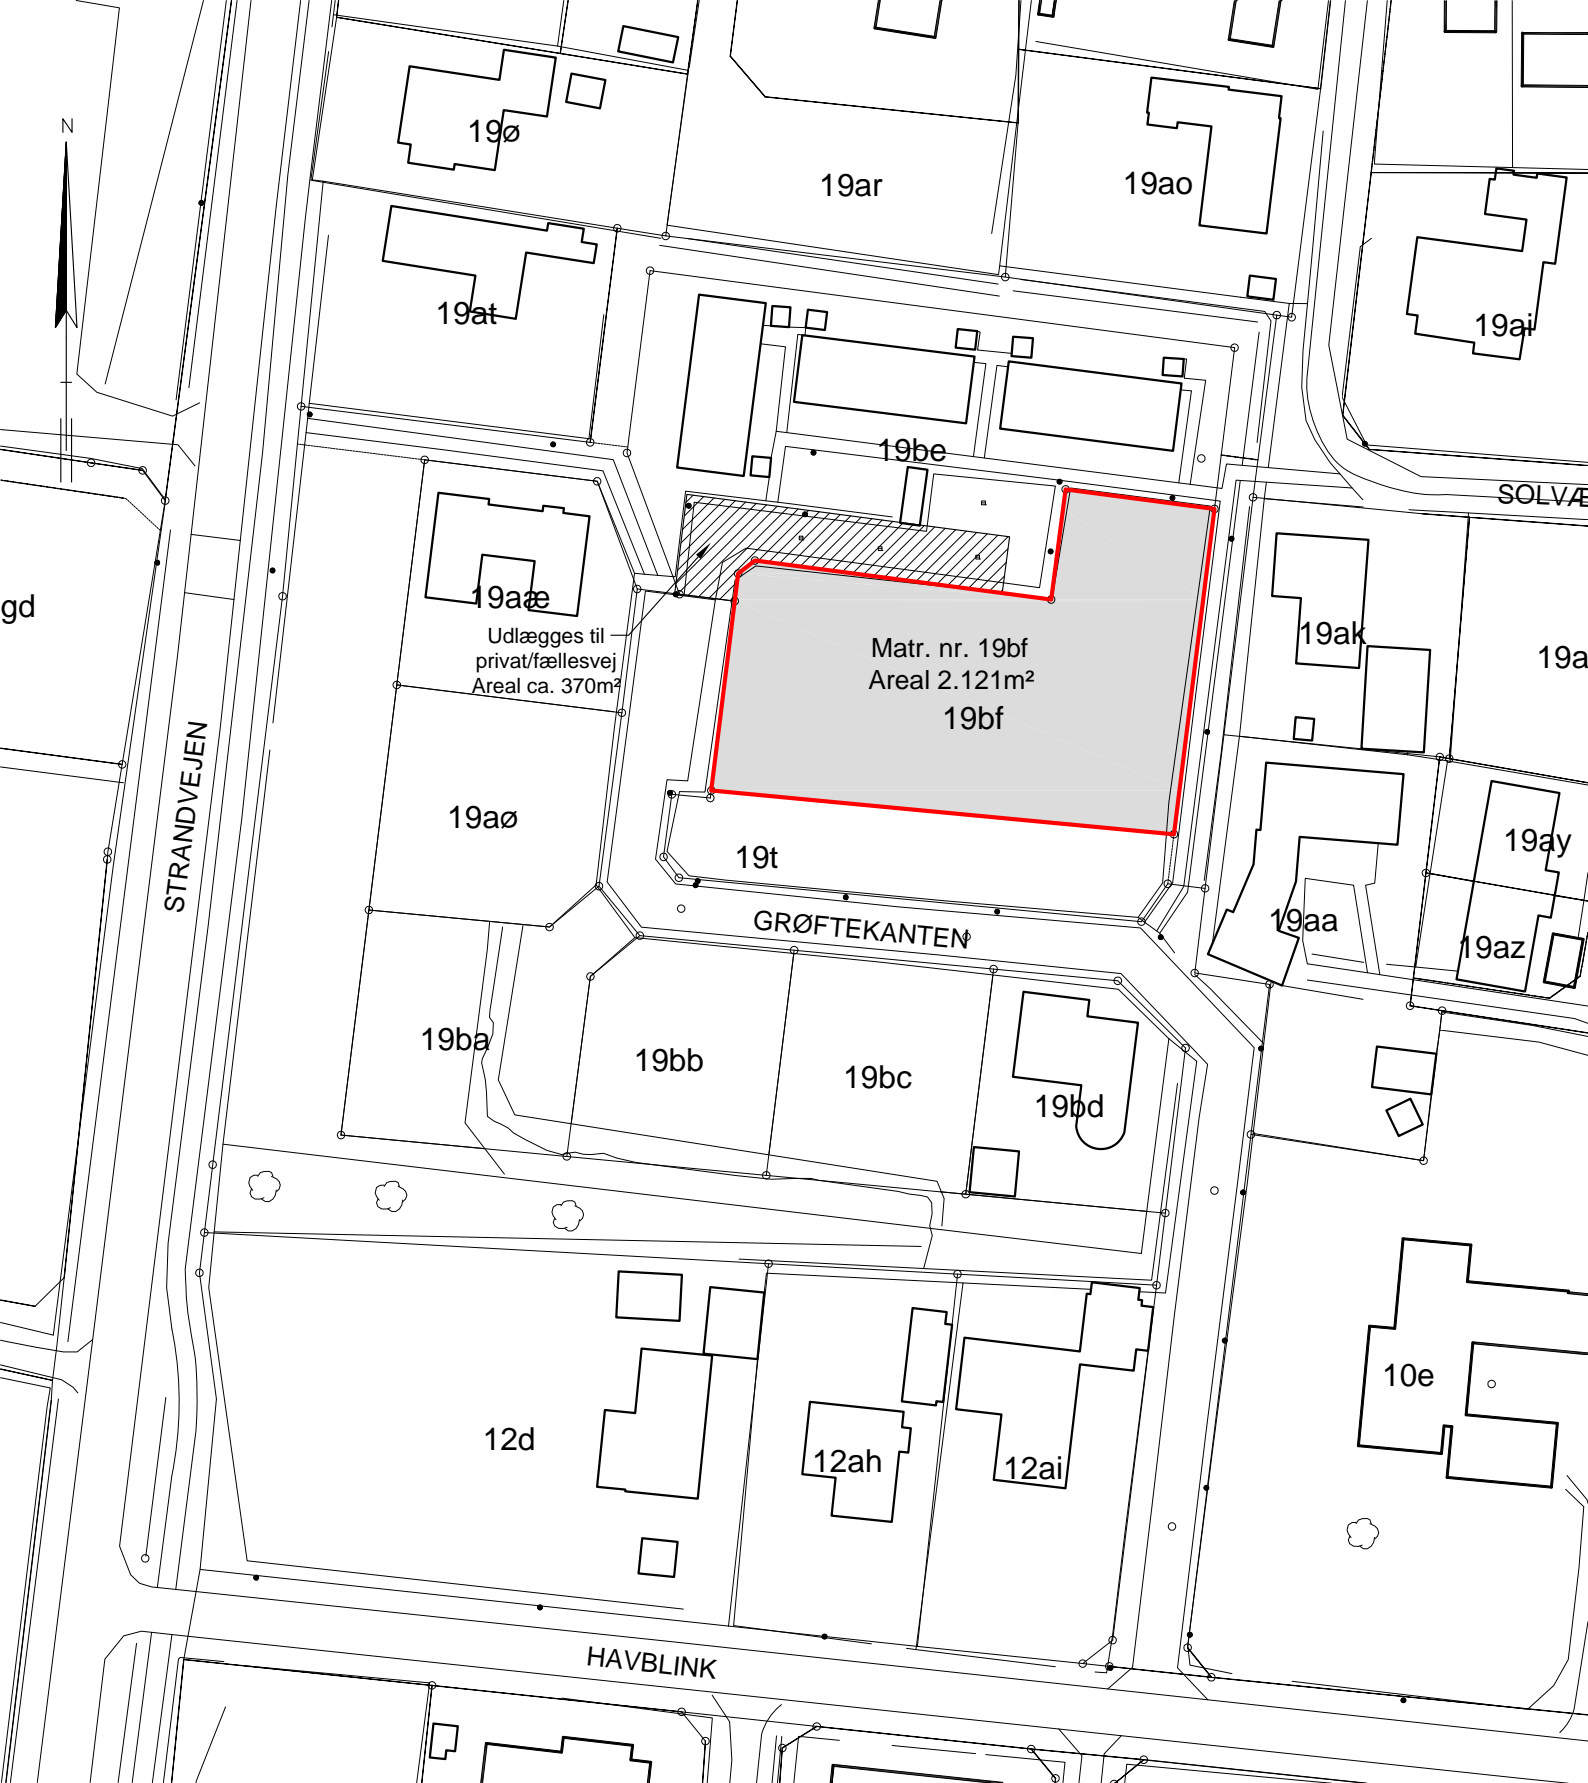 N
19ø
19ar
19ao
19at
19ai
19be
SOLVÆ
gd
19aæ
19ak
19a
Udlægges til
privat/fællesvej
Areal ca. 370m²
Matr. nr. 19bf
Areal 2.121m²
19bf
STRANDVEJEN
19aø
19t
19ay
GRØFTEKANTEN
19aa
19az
19ba
19bb
19bc
19bd
10e
12d
12ah
12ai
HAVBLINK